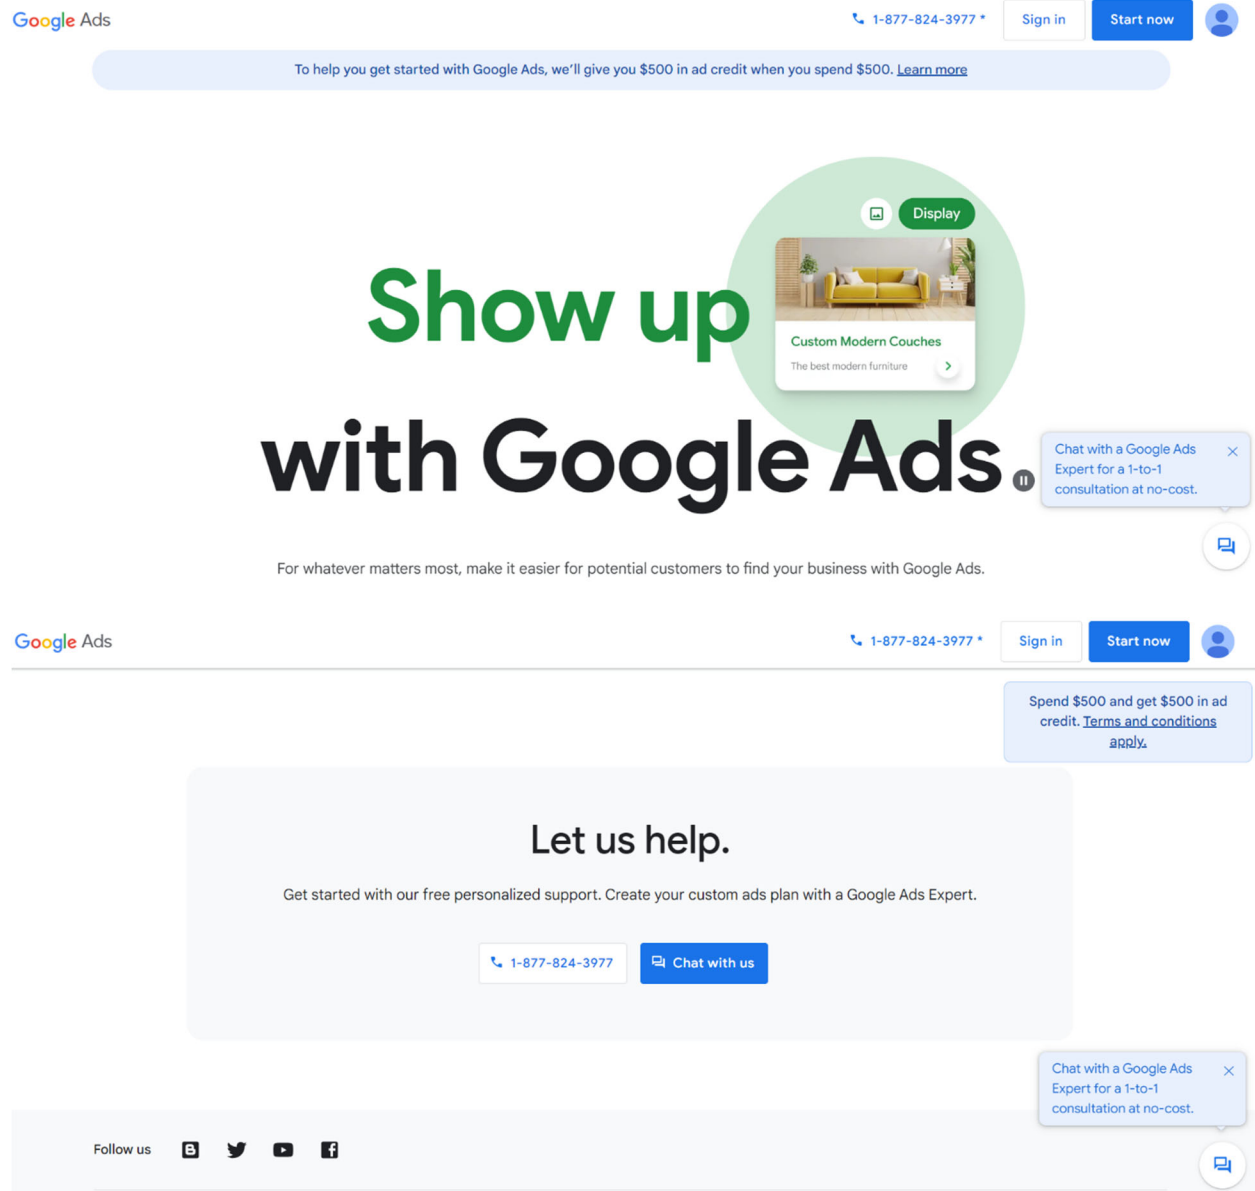 Google Ads
1-877-824-3977 *
Sign in
Start now
To help you get started with Google Ads, we’ll give you $500 in ad credit when you spend $500. Learn more
Display
Show up
Custom Modern Couches
The best modern furniture
with Google Ads.
Chat with a Google Ads
Expert for a 1-to-1
consultation at no-cost.
For whatever matters most, make it easier for potential customers to find your business with Google Ads.
Google Ads
1-877-824-3977 *
Sign in
Start now
Spend $500 and get $500 in ad
credit. Terms and conditions
apply.
Let us help.
Get started with our free personalized support. Create your custom ads plan with a Google Ads Expert.
1-877-824-3977
Chat with us
Chat with a Google Ads
Expert for a 1-to-1
consultation at no-cost.
Follow us